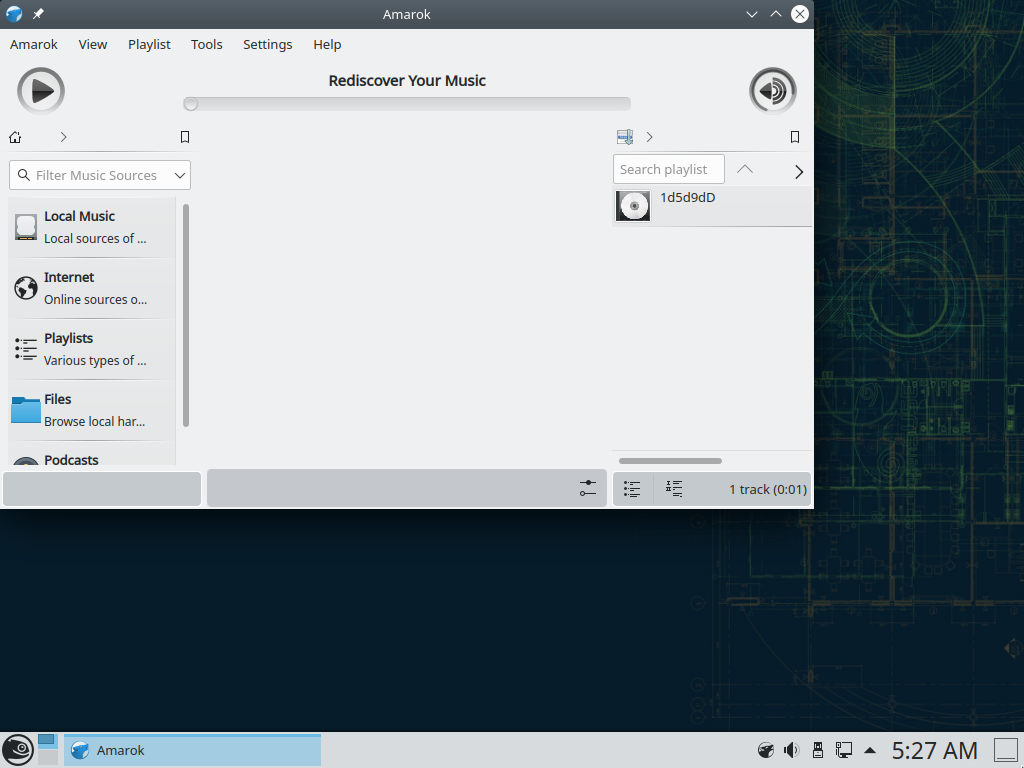 Amarok
Amarok View Playlist Tools Settings Help
Rediscover Your Music
Filter Music Sources
Search playlist
1d5d9dD
Local Music
Local sources of ...
Internet
Online sources o...
Playlists
Various types of ...
Files
Browse local har...
Podcasts
1 track (0:01)
Amarok
5:27 AM